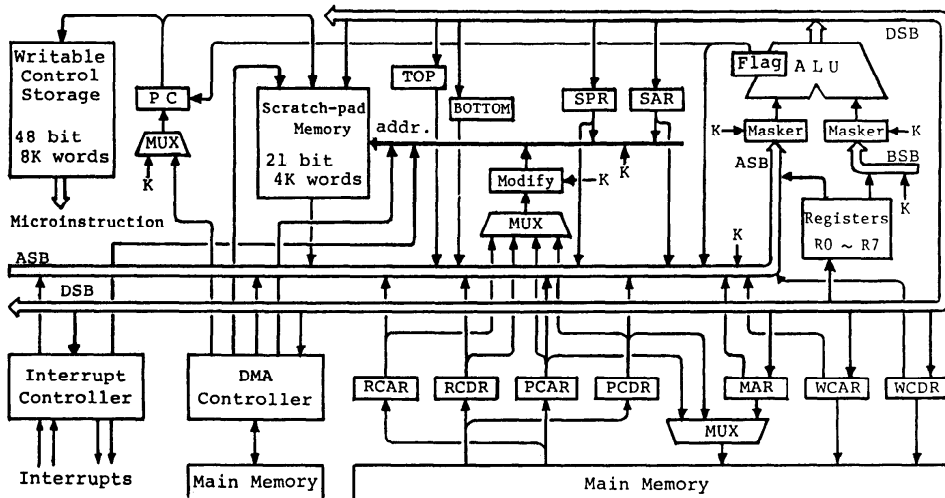 Writable
Control
Storage
48 bit
8K words
Microinstruction
PC
MUX
K
Scratch-pad
Memory
21 bit
4K words
addr.
TOP
BOTTOM
SPR
SAR
K
Modify
K
MUX
DSB
Flag
ALU
K
Masker
Masker
K
ASB
BSB
K
Registers
R0 ~ R7
K
ASB
DSB
Interrupt
Controller
Interrupts
DMA
Controller
Main Memory
RCAR
RCDR
PCAR
PCDR
MAR
WCAR
WCDR
MUX
Main Memory